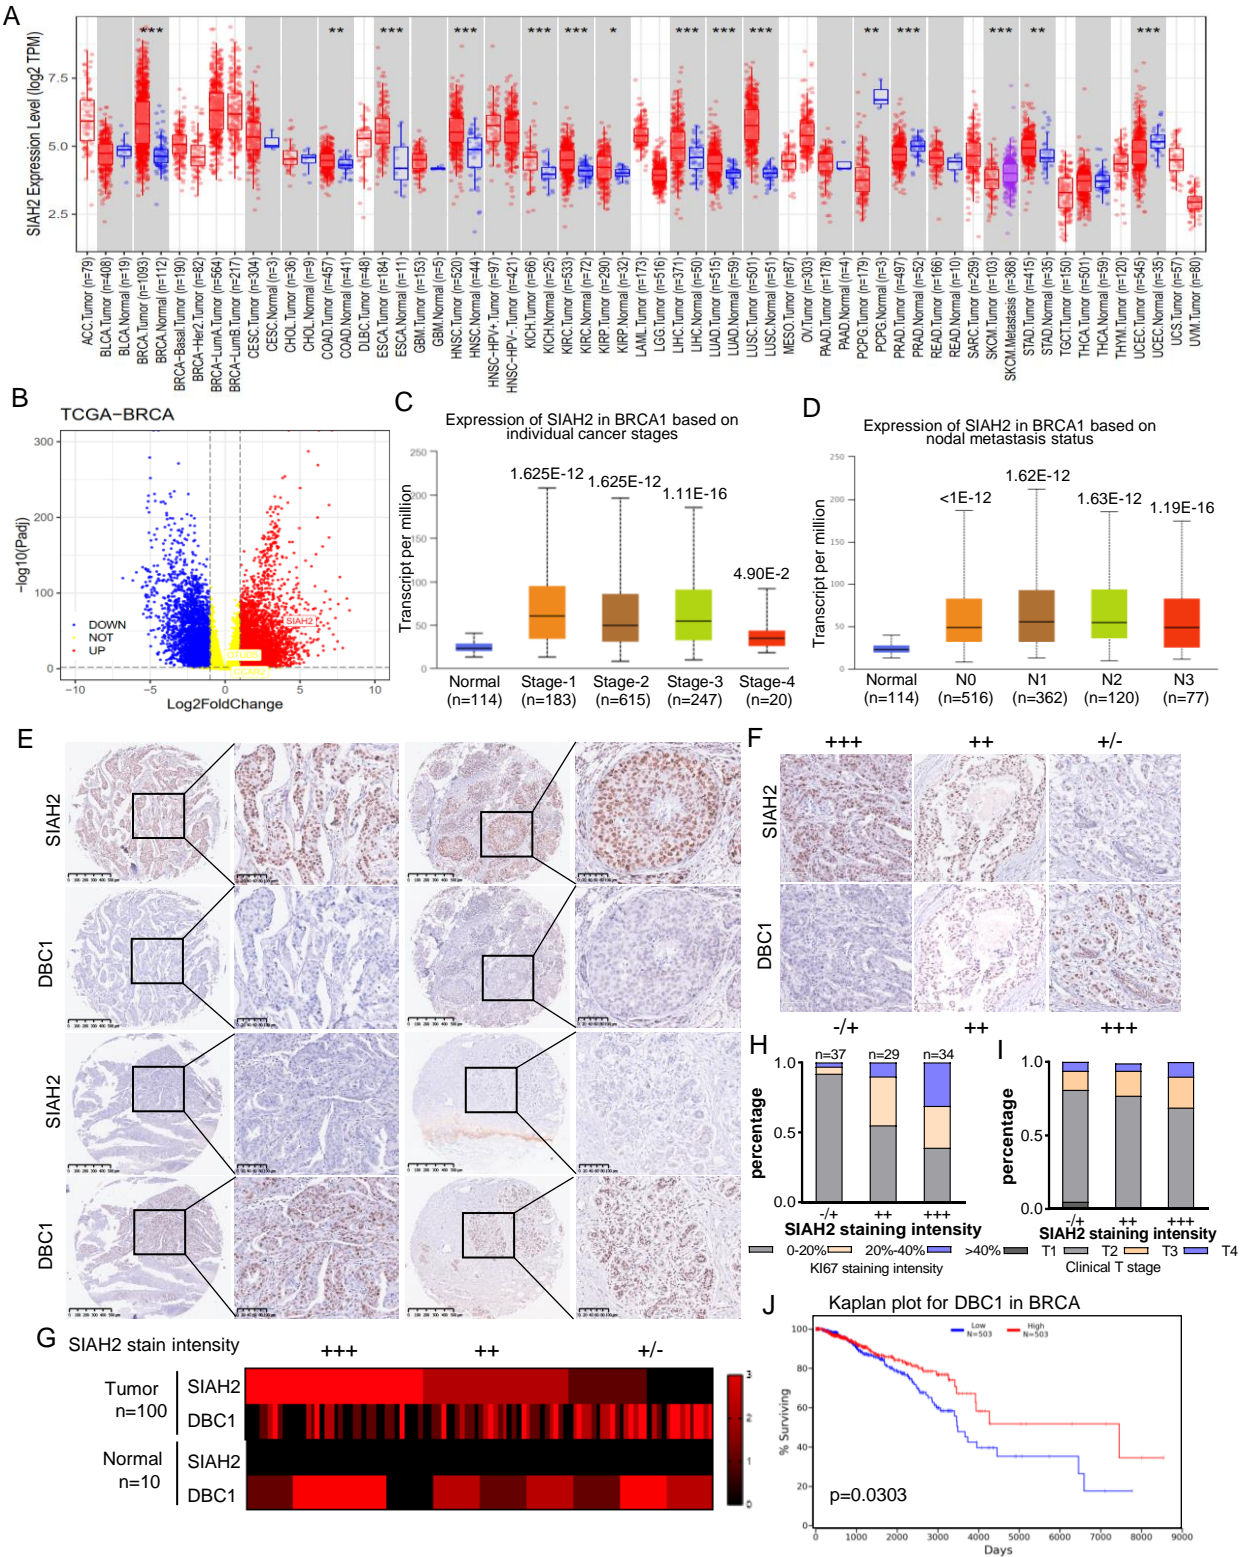 A
SIAH2 Expression Level (log2 TPM)
7.5
5.0
2.5
*** ** *** *** *** *** * *** *** *** ** *** *** ** ***
ACC.Tumor (n=79)
BLCA.Tumor (n=408)
BLCA.Normal (n=19)
BRCA.Tumor (n=1093)
BRCA.Normal (n=112)
BRCA-Basal.Tumor (n=190)
BRCA-Her2.Tumor (n=82)
BRCA-LumA.Tumor (n=564)
BRCA-LumB.Tumor (n=217)
CESC.Tumor (n=304)
CESC.Normal (n=3)
CHOL.Tumor (n=36)
CHOL.Normal (n=9)
COAD.Tumor (n=457)
COAD.Normal (n=41)
DLBC.Tumor (n=48)
ESCA.Tumor (n=184)
ESCA.Normal (n=11)
GBM.Tumor (n=153)
GBM.Normal (n=5)
HNSC.Tumor (n=520)
HNSC.Normal (n=44)
HNSC-HPV+.Tumor (n=97)
HNSC-HPV-.Tumor (n=421)
KICH.Tumor (n=66)
KICH.Normal (n=25)
KIRC.Tumor (n=533)
KIRC.Normal (n=72)
KIRP.Tumor (n=290)
KIRP.Normal (n=32)
LAML.Tumor (n=173)
LGG.Tumor (n=516)
LIHC.Tumor (n=371)
LIHC.Normal (n=50)
LUAD.Tumor (n=515)
LUAD.Normal (n=59)
LUSC.Tumor (n=501)
LUSC.Normal (n=51)
MESO.Tumor (n=87)
OV.Tumor (n=303)
PAAD.Tumor (n=178)
PAAD.Normal (n=4)
PCPG.Tumor (n=179)
PCPG.Normal (n=3)
PRAD.Tumor (n=497)
PRAD.Normal (n=52)
READ.Tumor (n=166)
READ.Normal (n=10)
SARC.Tumor (n=259)
SKCM.Tumor (n=103)
SKCM.Metastasis (n=368)
STAD.Tumor (n=415)
STAD.Normal (n=35)
TGCT.Tumor (n=150)
THCA.Tumor (n=501)
THCA.Normal (n=59)
THYM.Tumor (n=120)
UCEC.Tumor (n=545)
UCEC.Normal (n=35)
UCS.Tumor (n=57)
UVM.Tumor (n=80)
B
TCGA-BRCA
-log10(Padj)
300
200
100
0
DOWN
NOT
UP
SIAH2
-10 -5 0 5 10
Log2FoldChange
C
Expression of SIAH2 in BRCA1 based on
individual cancer stages
Transcript per million
250
200
150
100
50
0
1.625E-12 1.625E-12 1.11E-16 4.90E-2
Normal Stage-1 Stage-2 Stage-3 Stage-4
(n=114) (n=183) (n=615) (n=247) (n=20)
D
Expression of SIAH2 in BRCA1 based on
nodal metastasis status
Transcript per million
250
200
150
100
50
0
<1E-12 1.62E-12 1.63E-12 1.19E-16
Normal N0 N1 N2 N3
(n=114) (n=516) (n=362) (n=120) (n=77)
E
SIAH2
DBC1
SIAH2
DBC1
F
+++ ++ +/-
SIAH2
DBC1
-/+ ++ +++
G
SIAH2 stain intensity +++ ++ +/-
Tumor
n=100
SIAH2
DBC1
Normal
n=10
SIAH2
DBC1
3
2
1
0
H
n=37 n=29 n=34
percentage
1.0
0.5
0.0
-/+ ++ +++
SIAH2 staining intensity
0-20% 20%-40% >40%
KI67 staining intensity
I
percentage
1.0
0.5
0.0
-/+ ++ +++
SIAH2 staining intensity
T1 T2 T3 T4
Clinical T stage
J
Kaplan plot for DBC1 in BRCA
Low
N=503
High
N=503
% Surviving
100
80
60
40
20
0
p=0.0303
0 1000 2000 3000 4000 5000 6000 7000 8000 9000
Days